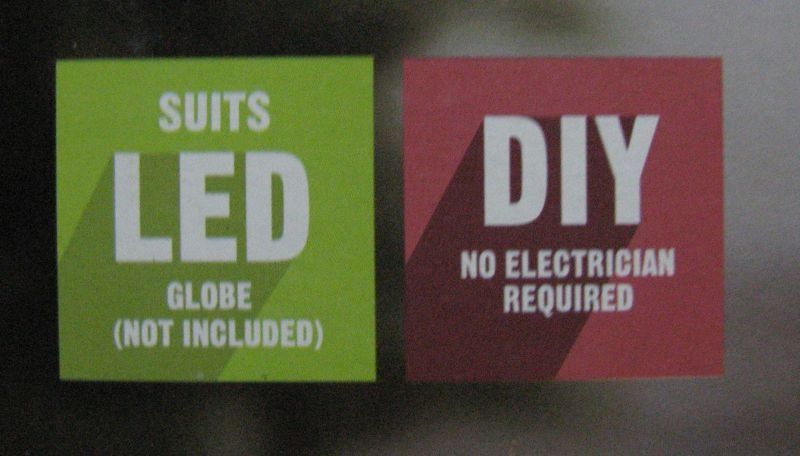 SUITS
LED
GLOBE
(NOT INCLUDED)
DIY
NO ELECTRICIAN
REQUIRED